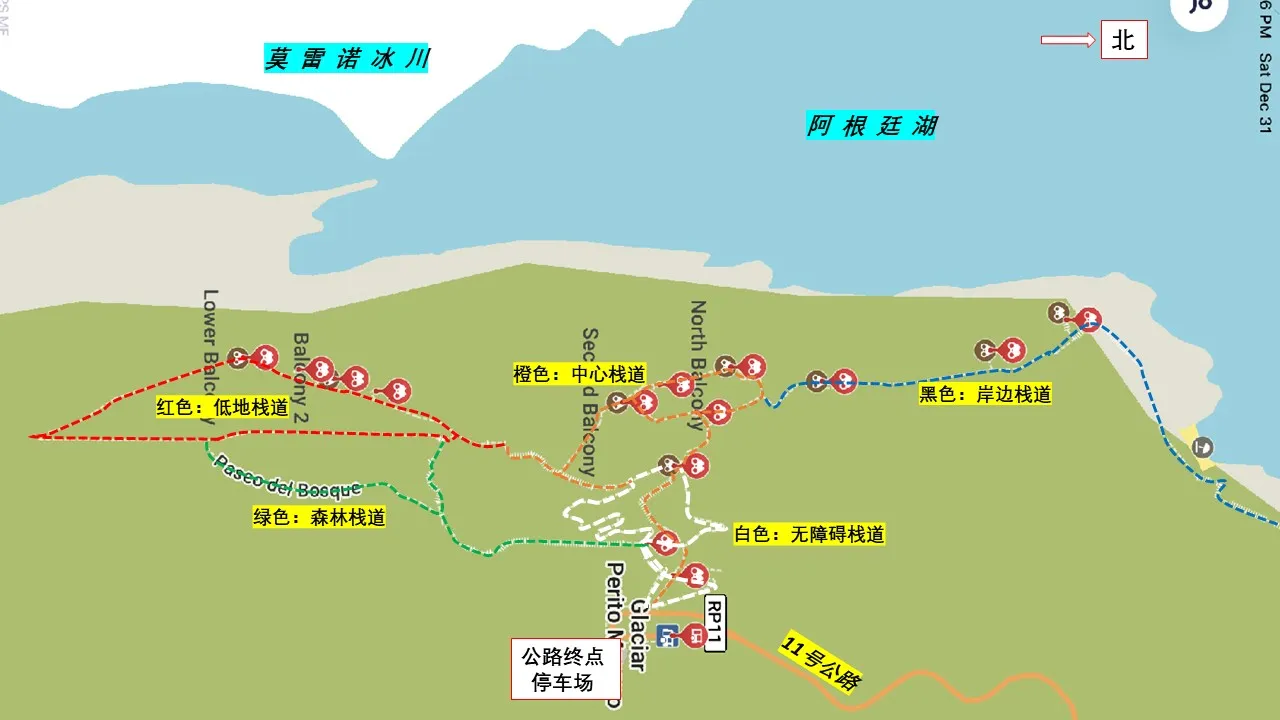 莫雷诺冰川
北
6 PM Sat Dec 31
阿根廷湖
Lower Balcony
Balcony 2
Second Balcony
North Balcony
橙色：中心栈道
红色：低地栈道
黑色：岸边栈道
Paseo del Bosque
绿色：森林栈道
白色：无障碍栈道
Glaciar
Perito M
RP11
11号公路
公路终点
停车场